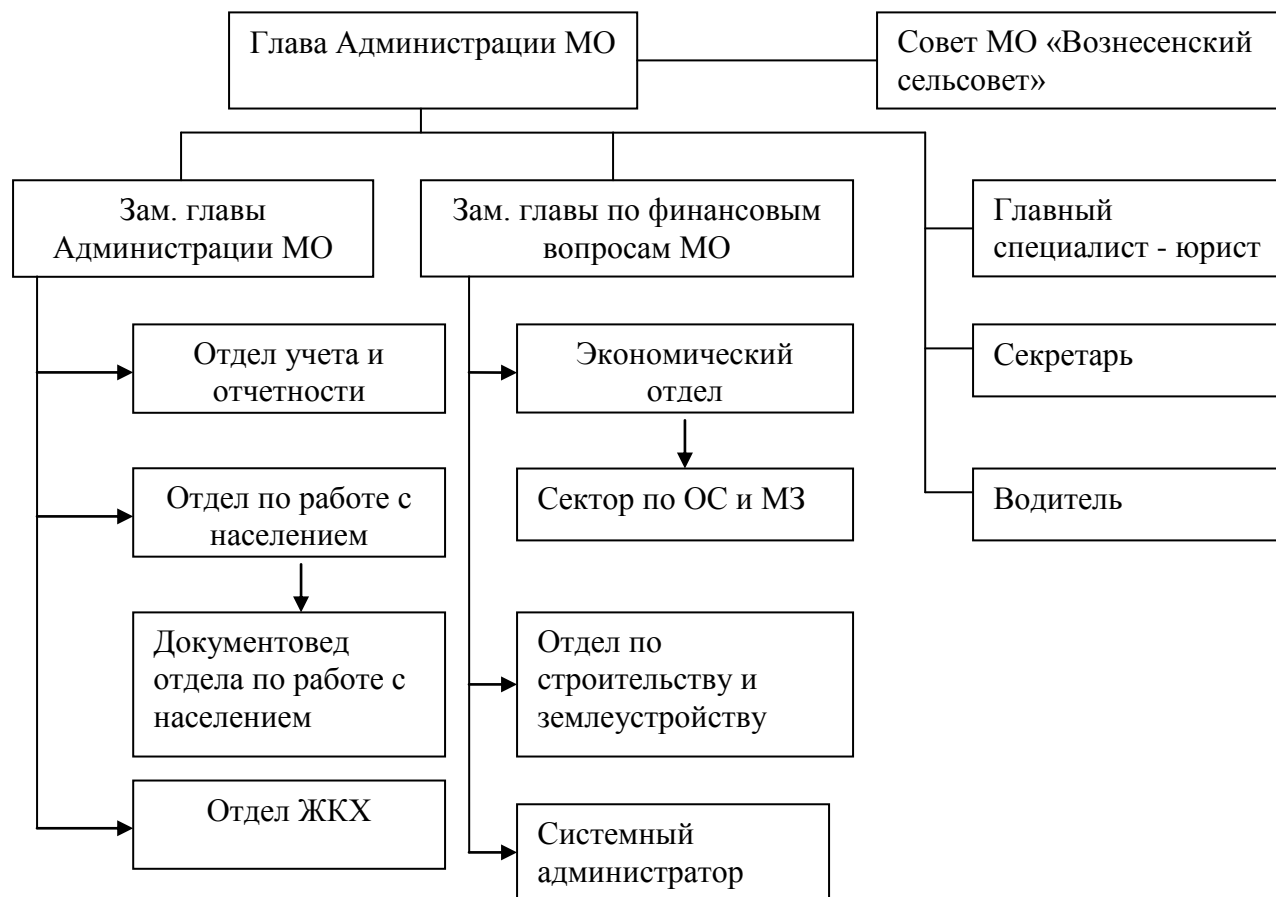 Глава Администрации МО
Совет МО «Вознесенский
сельсовет»
Зам. главы
Администрации МО
Зам. главы по финансовым
вопросам МО
Главный
специалист - юрист
Отдел учета и
отчетности
Экономический
отдел
Секретарь
Отдел по работе с
населением
Сектор по ОС и МЗ
Водитель
Документовед
отдела по работе с
населением
Отдел по
строительству и
землеустройству
Отдел ЖКХ
Системный
администратор